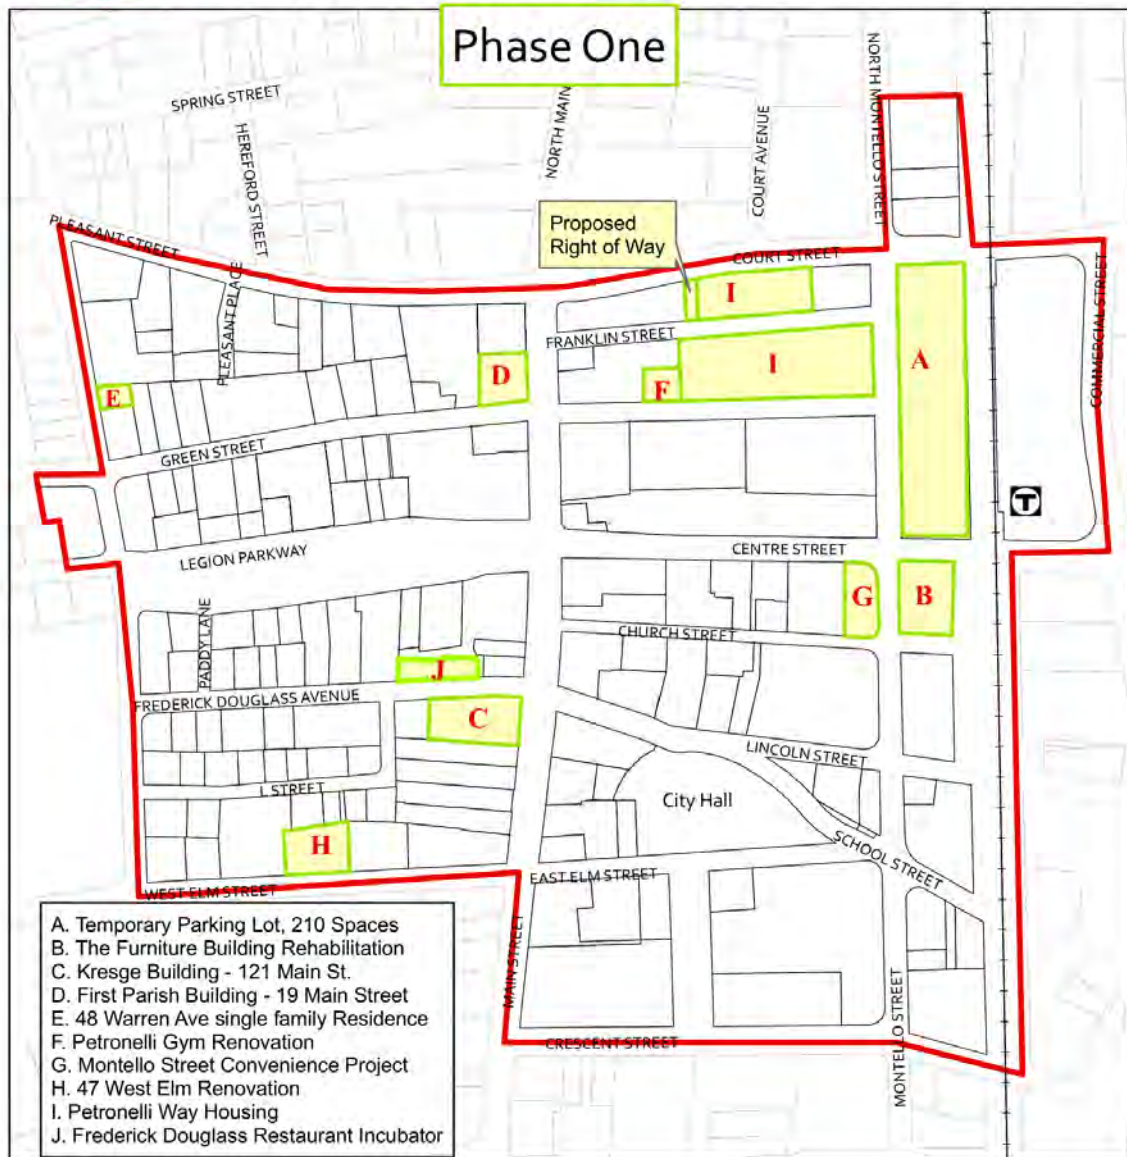 Phase One
SPRING STREET
HEREFORD STREET
NORTH MAIN
COURT AVENUE
NORTH MONTELLO STREET
PLEASANT STREET
PLEASANT PLACE
Proposed
Right of Way
COURT STREET
COMMERCIAL STREET
I
FRANKLIN STREET
A
D
F
I
E
GREEN STREET
T
LEGION PARKWAY
CENTRE STREET
G
B
PADDY LANE
CHURCH STREET
J
FREDERICK DOUGLASS AVENUE
C
LINCOLN STREET
L STREET
City Hall
H
SCHOOL STREET
WEST ELM STREET
EAST ELM STREET
MAIN STREET
MONTELLO STREET
CRESCENT STREET
A. Temporary Parking Lot, 210 Spaces
B. The Furniture Building Rehabilitation
C. Kresge Building - 121 Main St.
D. First Parish Building - 19 Main Street
E. 48 Warren Ave single family Residence
F. Petronelli Gym Renovation
G. Montello Street Convenience Project
H. 47 West Elm Renovation
I. Petronelli Way Housing
J. Frederick Douglass Restaurant Incubator